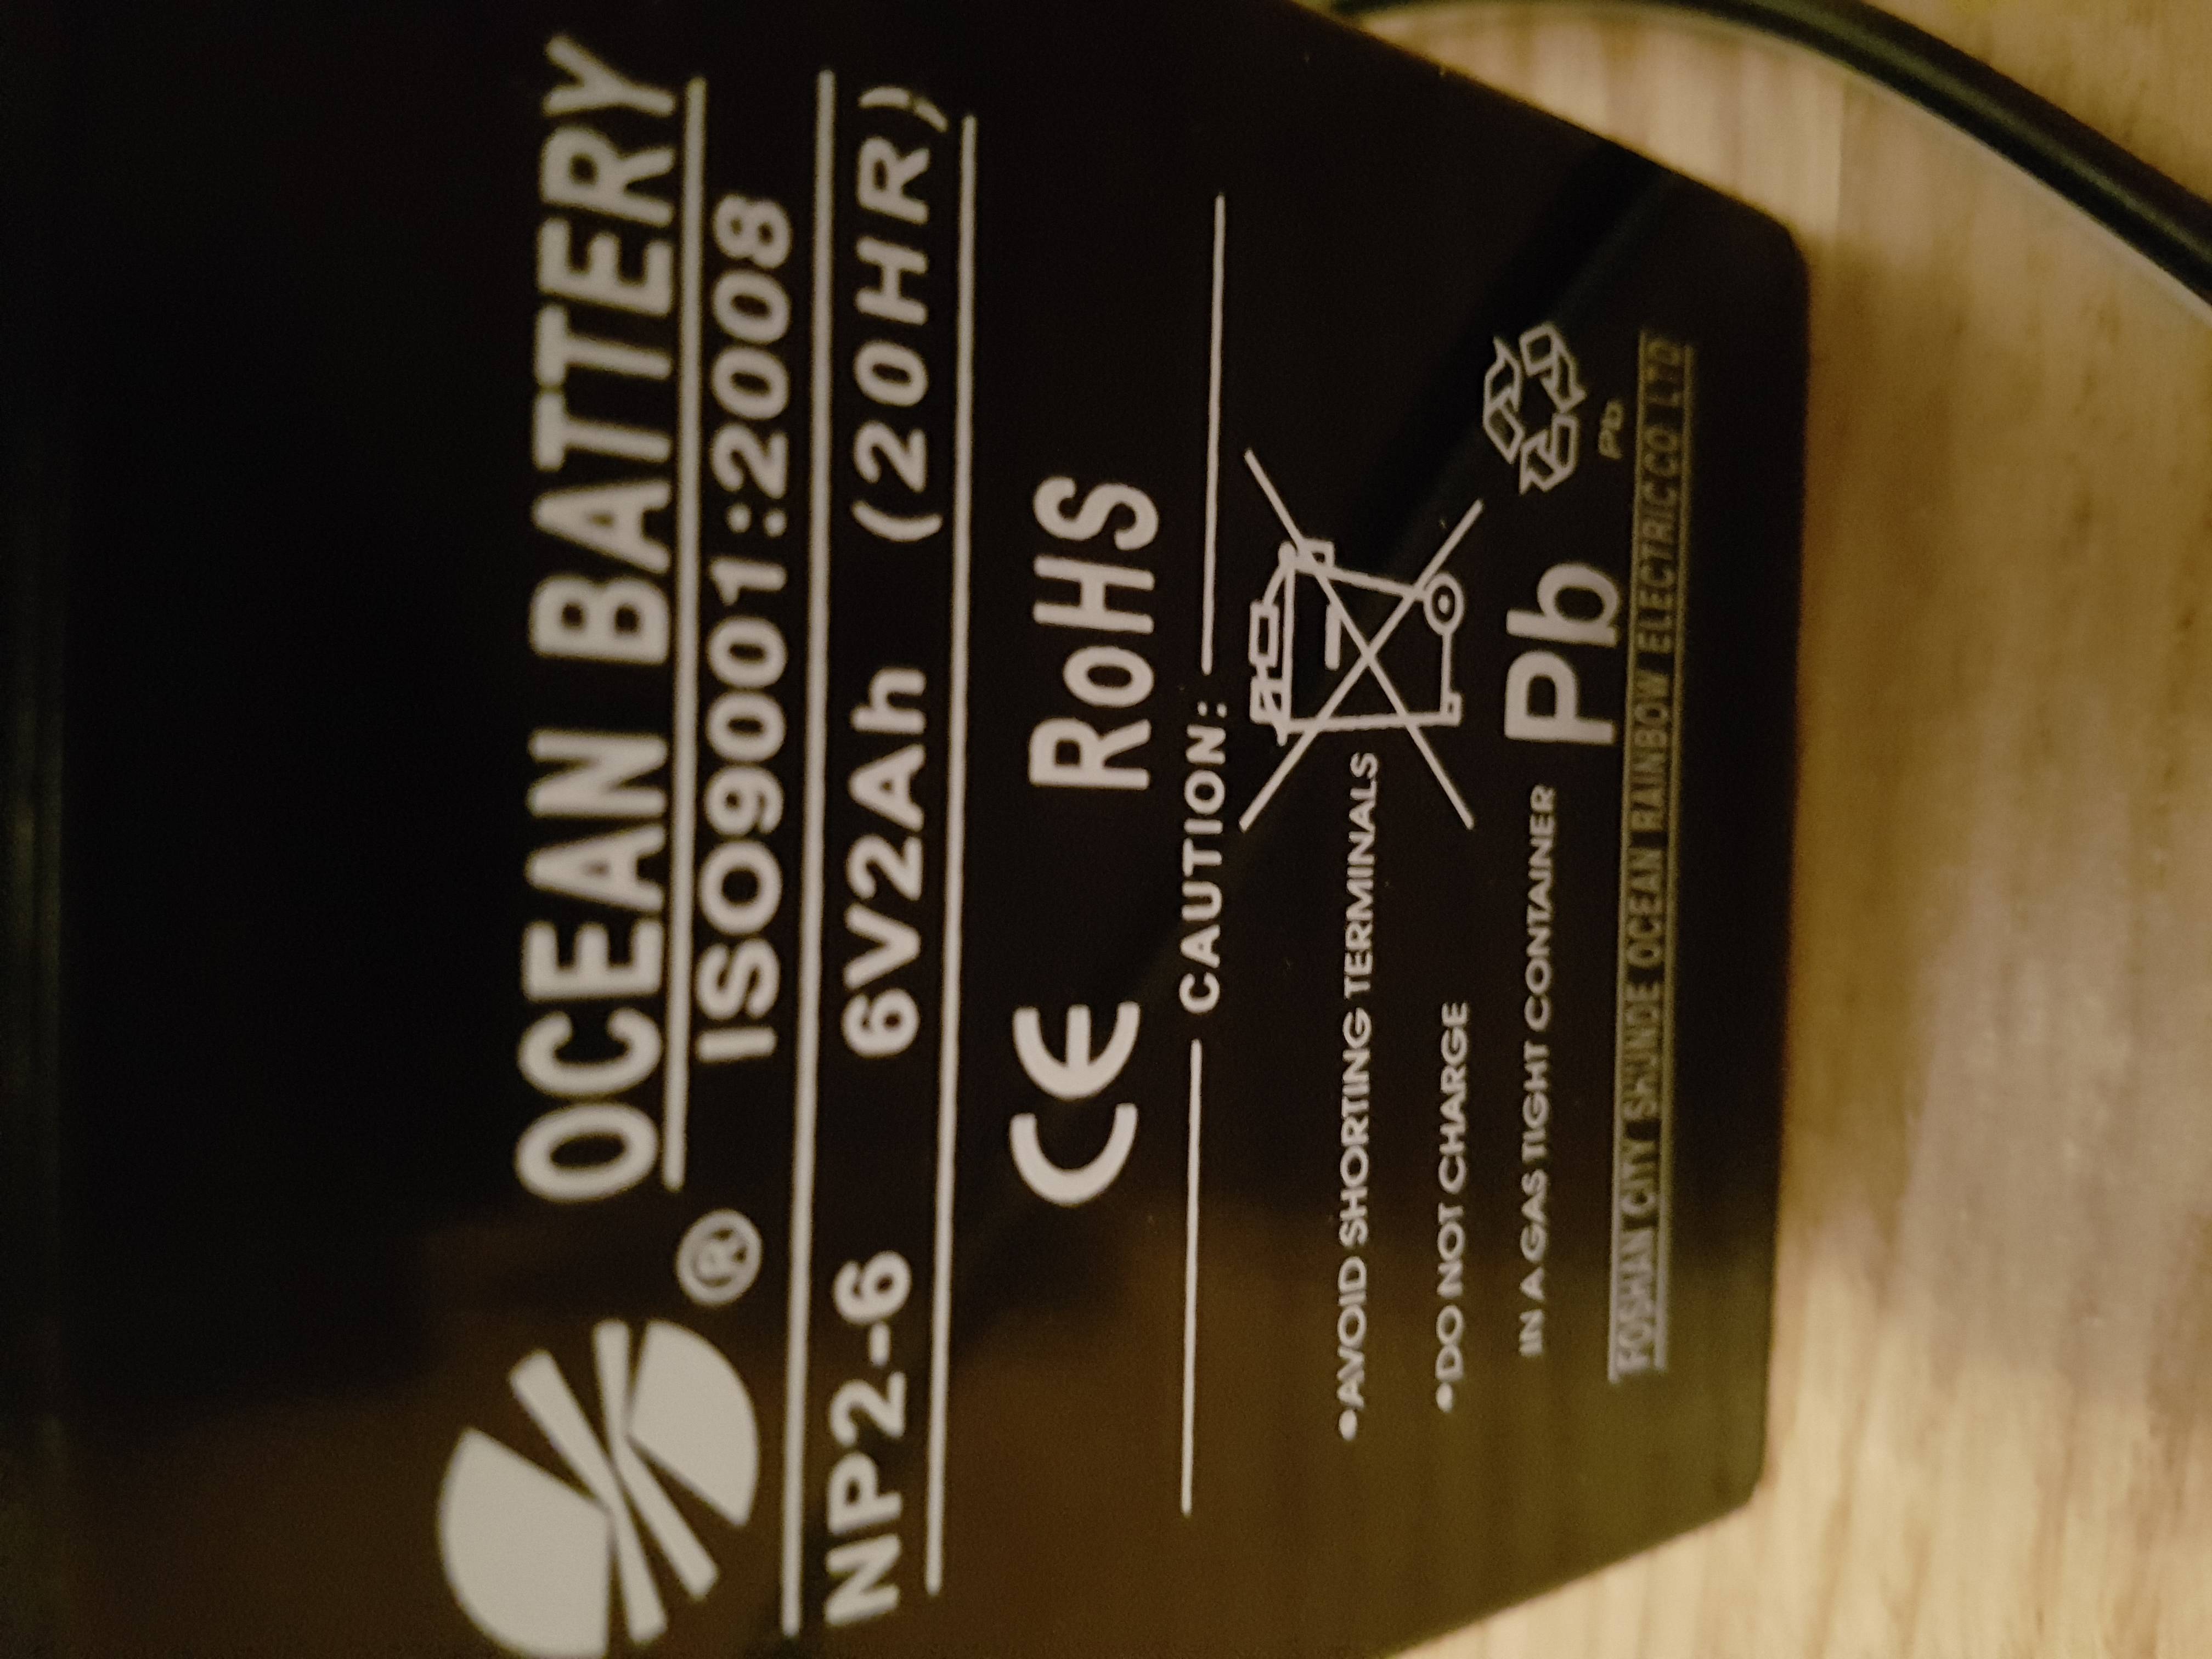 OCEAN BATTERY
®
ISO9001:2008
NP2-6 6V2Ah (20HR)
CE RoHS
CAUTION:
•AVOID SHORTING TERMINALS
•DO NOT CHARGE
IN A GAS TIGHT CONTAINER
Pb
Pb
FOSHAN CITY SHUNDE OCEAN RAINBOW ELECTRIC CO LTD